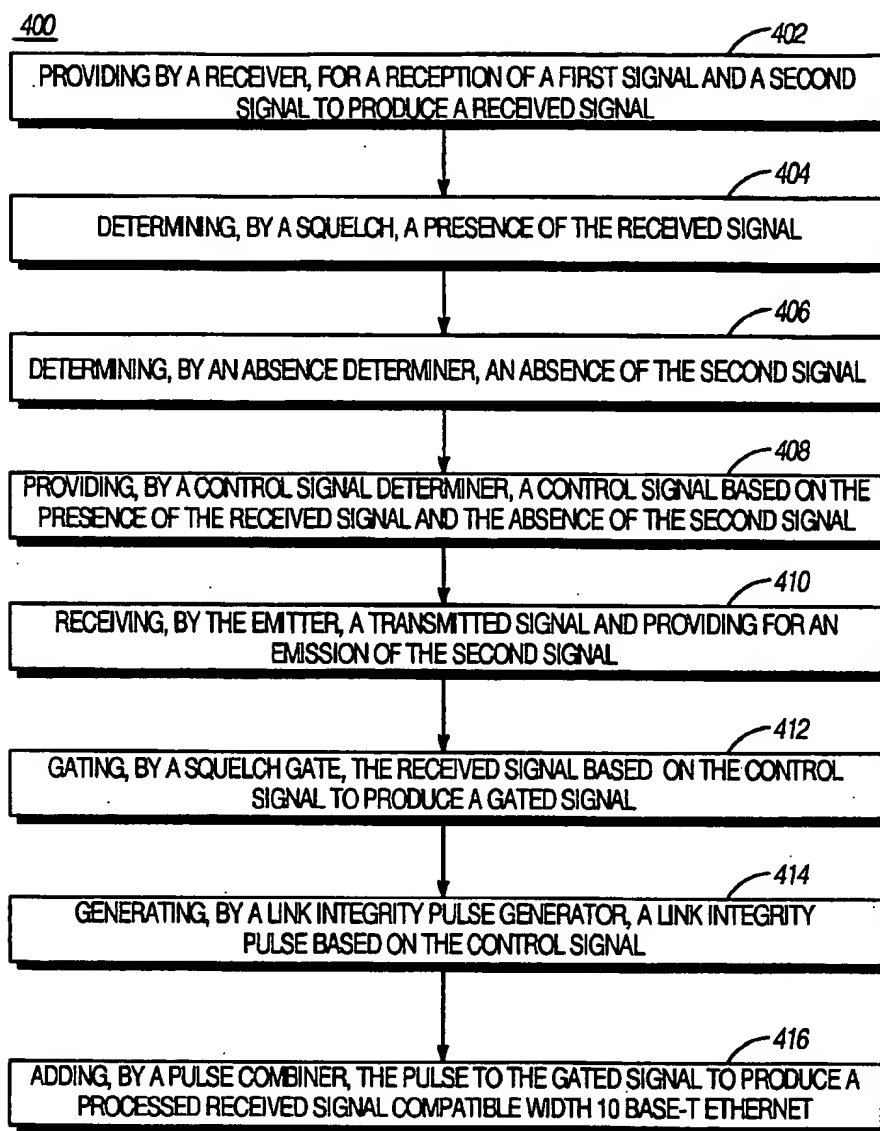 400
402
PROVIDING BY A RECEIVER, FOR A RECEPTION OF A FIRST SIGNAL AND A SECOND
SIGNAL TO PRODUCE A RECEIVED SIGNAL
404
DETERMINING, BY A SQUELCH, A PRESENCE OF THE RECEIVED SIGNAL
406
DETERMINING, BY AN ABSENCE DETERMINER, AN ABSENCE OF THE SECOND SIGNAL
408
PROVIDING, BY A CONTROL SIGNAL DETERMINER, A CONTROL SIGNAL BASED ON THE
PRESENCE OF THE RECEIVED SIGNAL AND THE ABSENCE OF THE SECOND SIGNAL
410
RECEIVING, BY THE EMITTER, A TRANSMITTED SIGNAL AND PROVIDING FOR AN
EMISSION OF THE SECOND SIGNAL
412
GATING, BY A SQUELCH GATE, THE RECEIVED SIGNAL BASED ON THE CONTROL
SIGNAL TO PRODUCE A GATED SIGNAL
414
GENERATING, BY A LINK INTEGRITY PULSE GENERATOR, A LINK INTEGRITY
PULSE BASED ON THE CONTROL SIGNAL
416
ADDING, BY A PULSE COMBINER, THE PULSE TO THE GATED SIGNAL TO PRODUCE A
PROCESSED RECEIVED SIGNAL COMPATIBLE WIDTH 10 BASE-T ETHERNET